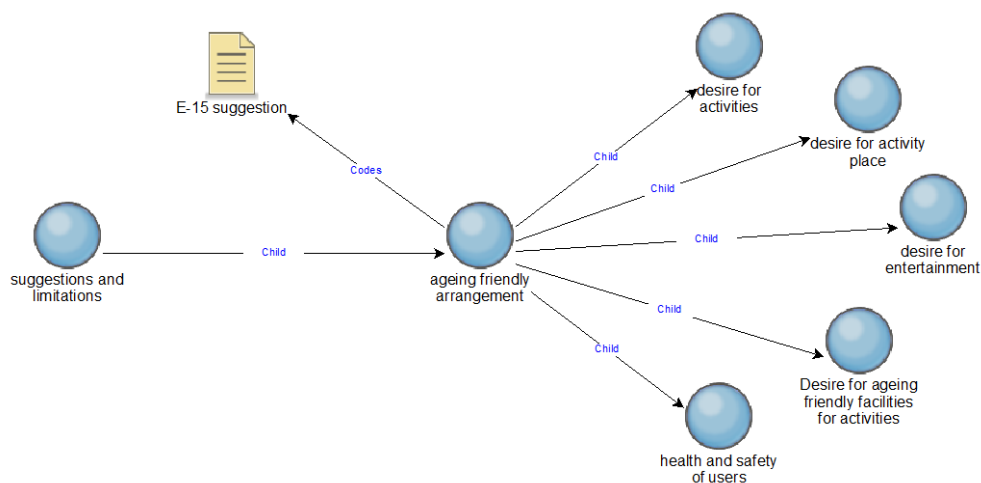 desire for
activities
E-15 suggestion
desire for activity
place
Child
Codes
Child
desire for
entertainment
Child
Child
suggestions and
limitations
ageing friendly
arrangement
Child
Child
Desire for ageing
friendly facilities
for activities
health and safety
of users